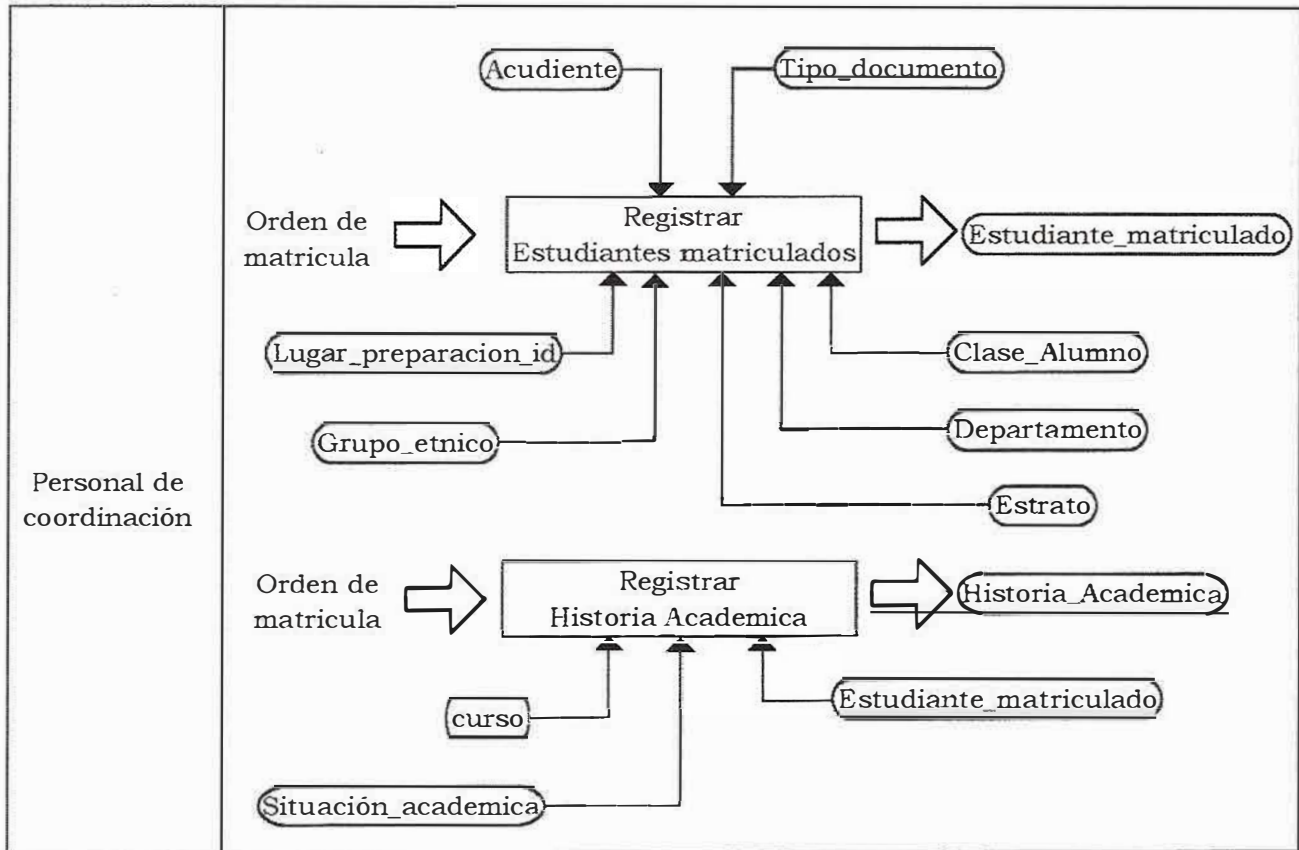 Acudiente
Tipo_documento
Orden de
matricula
Registrar
Estudiantes matriculados
Estudiante_matriculado
Lugar_preparacion_id
Clase_Alumno
Grupo_etnico
Departamento
Personal de
coordinación
Estrato
Orden de
matricula
Registrar
Historia Academica
Historia_Academica
Estudiante_matriculado
curso
Situación_academica